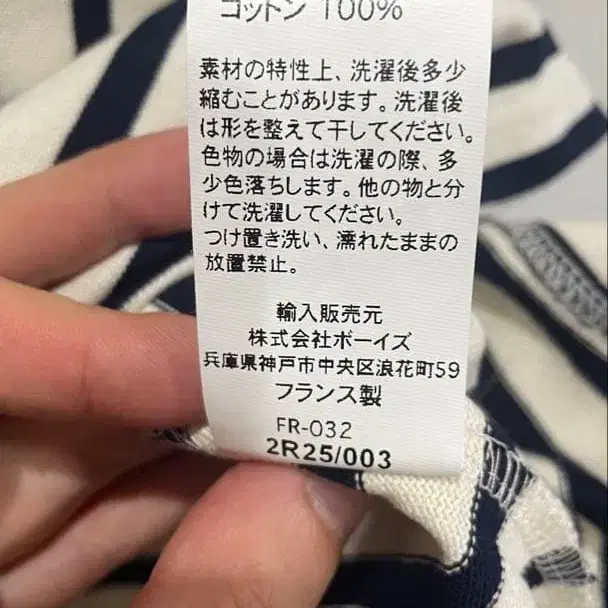 コットン 100%
素材の特性上、洗濯後多少
縮むことがあります。洗濯後
は形を整えて干してください。
色物の場合は洗濯の際、多
少色落ちします。他の物と分
けて洗濯してください。
つけ置き洗い、濡れたままの
放置禁止。
輸入販売元
株式会社ボーイズ
兵庫県神戸市中央区浪花町59
フランス製
FR-032
2R25/003